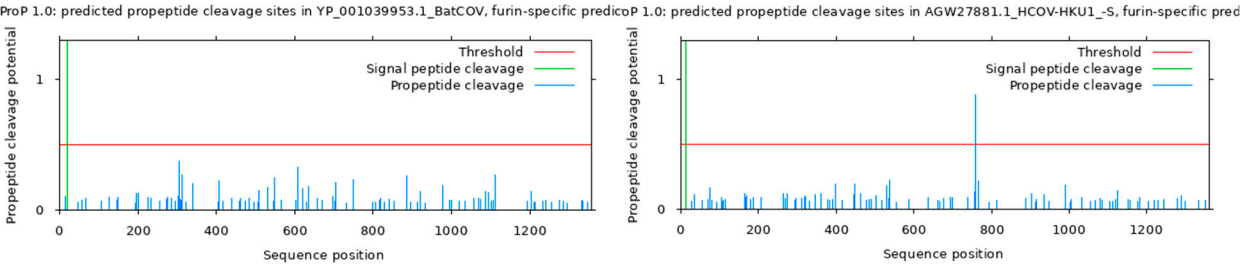 ProP 1.0: predicted propeptide cleavage sites in YP_001039953.1_BatCOV, furin-specific predic
Propeptide cleavage potential
1
0
Threshold
Signal peptide cleavage
Propeptide cleavage
0 200 400 600 800 1000 1200
Sequence position
oP 1.0: predicted propeptide cleavage sites in AGW27881.1_HCOV-HKU1_-S, furin-specific pred
Propeptide cleavage potential
1
0
Threshold
Signal peptide cleavage
Propeptide cleavage
0 200 400 600 800 1000 1200
Sequence position